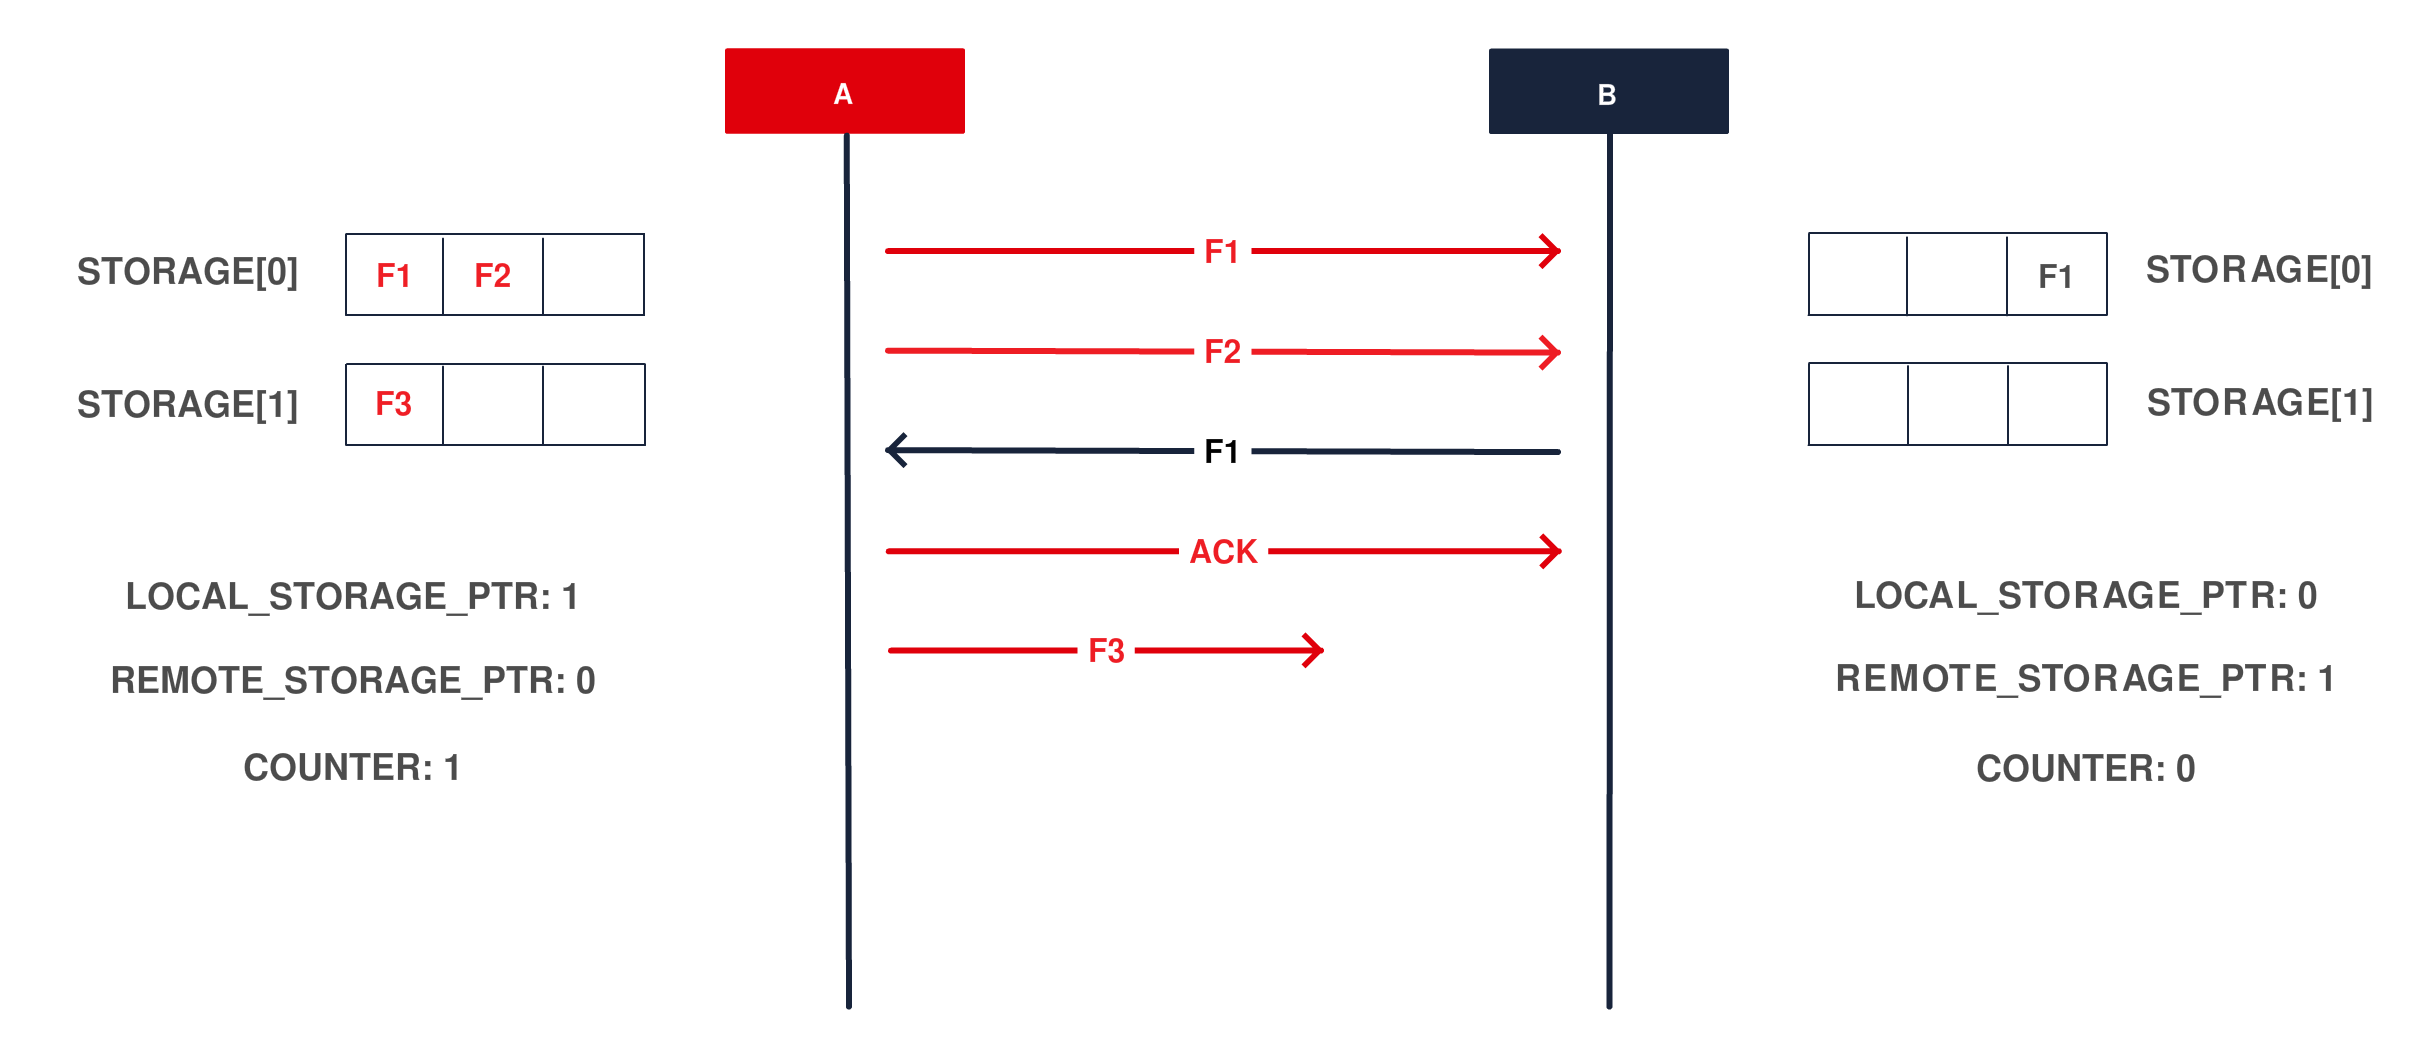 A
B
F1
STORAGE[0]
F1
F2
F1
STORAGE[0]
F2
STORAGE[1]
F3
STORAGE[1]
F1
ACK
LOCAL_STORAGE_PTR: 1
LOCAL_STORAGE_PTR: 0
F3
REMOTE_STORAGE_PTR: 0
REMOTE_STORAGE_PTR: 1
COUNTER: 1
COUNTER: 0